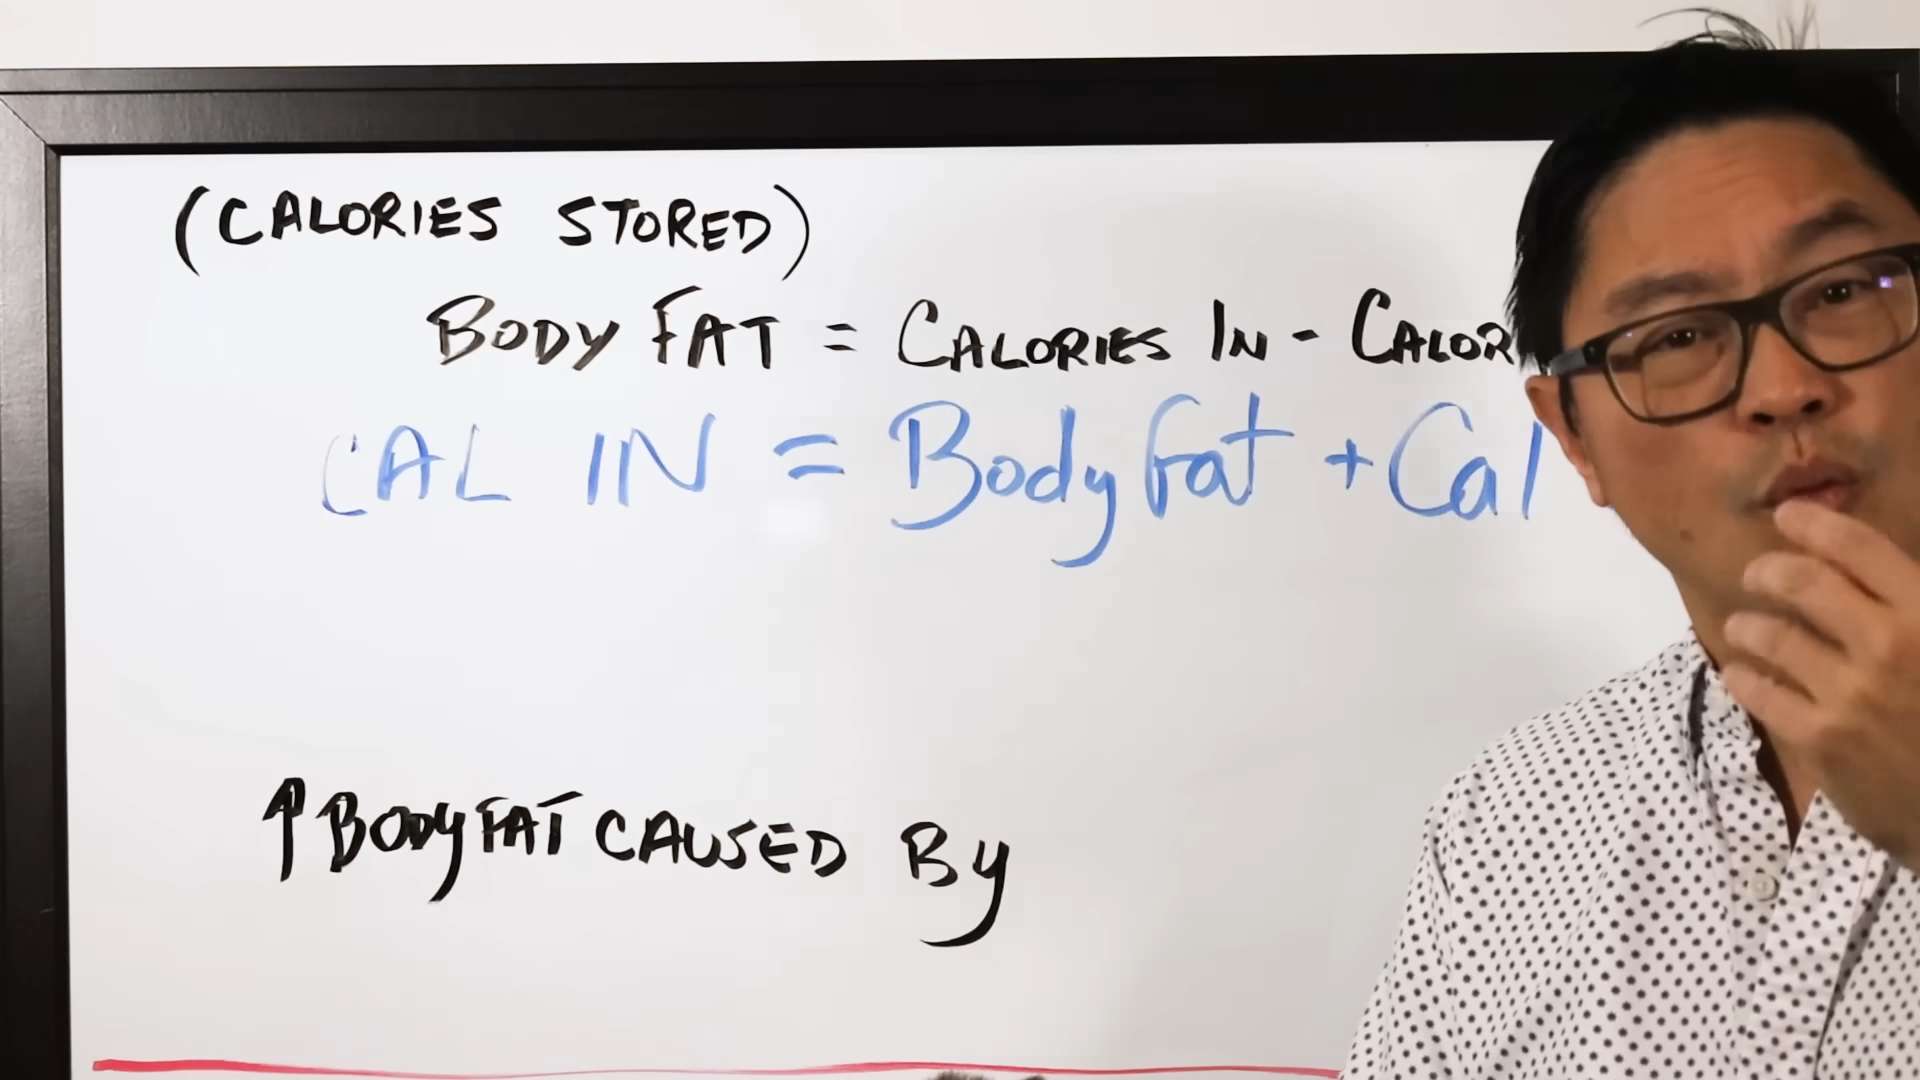 (CALORIES STORED)
BODY FAT = CALORIES IN - CALOR
CAL IN = Body fat + Cal
↑ BODY FAT CAUSED By